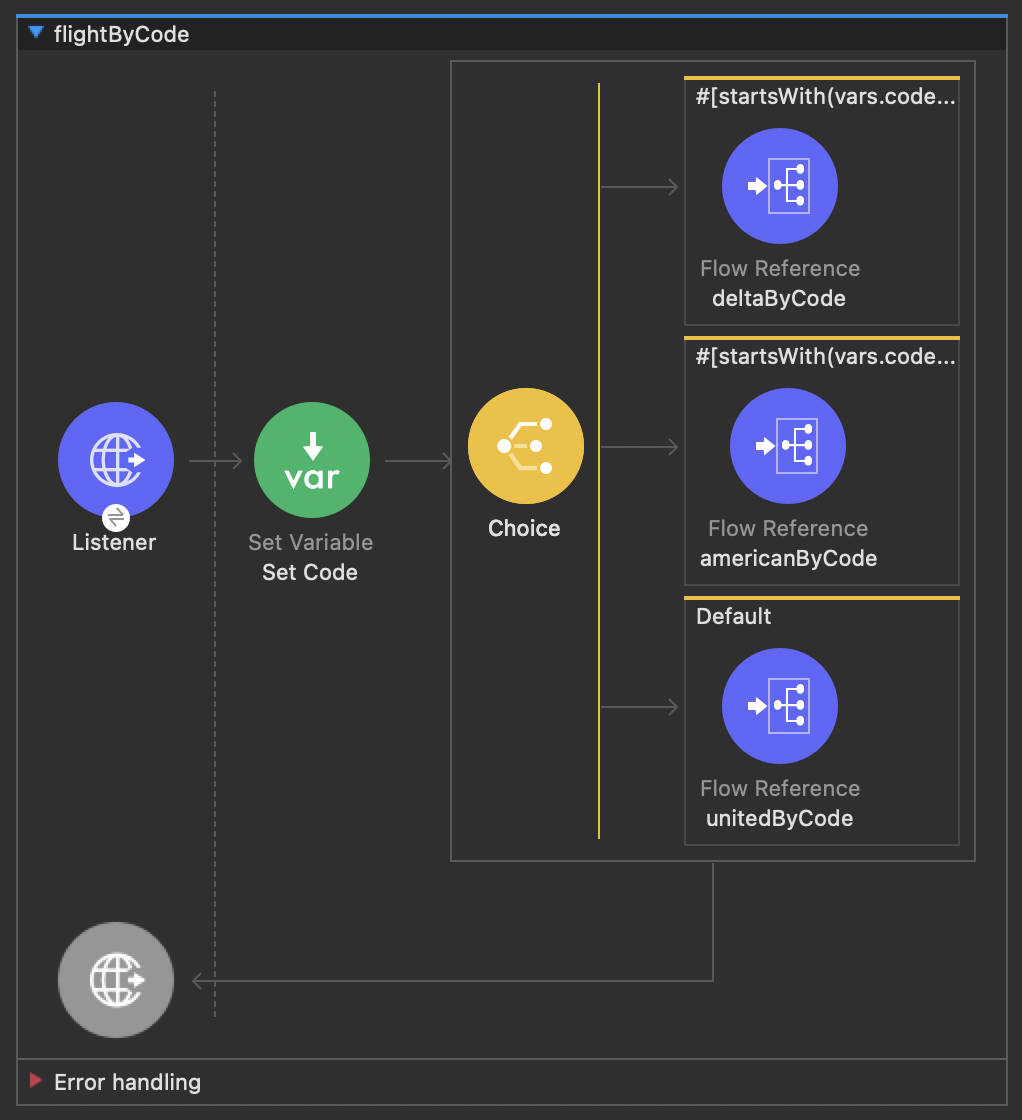 flightByCode
#[startsWith(vars.code...
Flow Reference
deltaByCode
#[startsWith(vars.code...
Flow Reference
americanByCode
Listener
var
Set Variable
Set Code
Choice
Default
Flow Reference
unitedByCode
Error handling